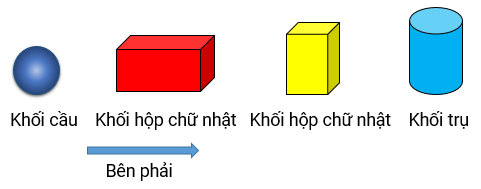 Khối cầu Khối hộp chữ nhật Khối hộp chữ nhật Khối trụ
Bên phải